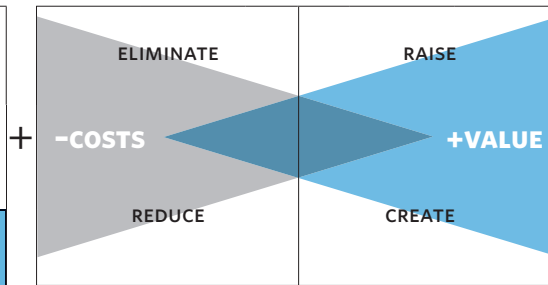 ELIMINATE RAISE
+ -COSTS +VALUE
REDUCE CREATE